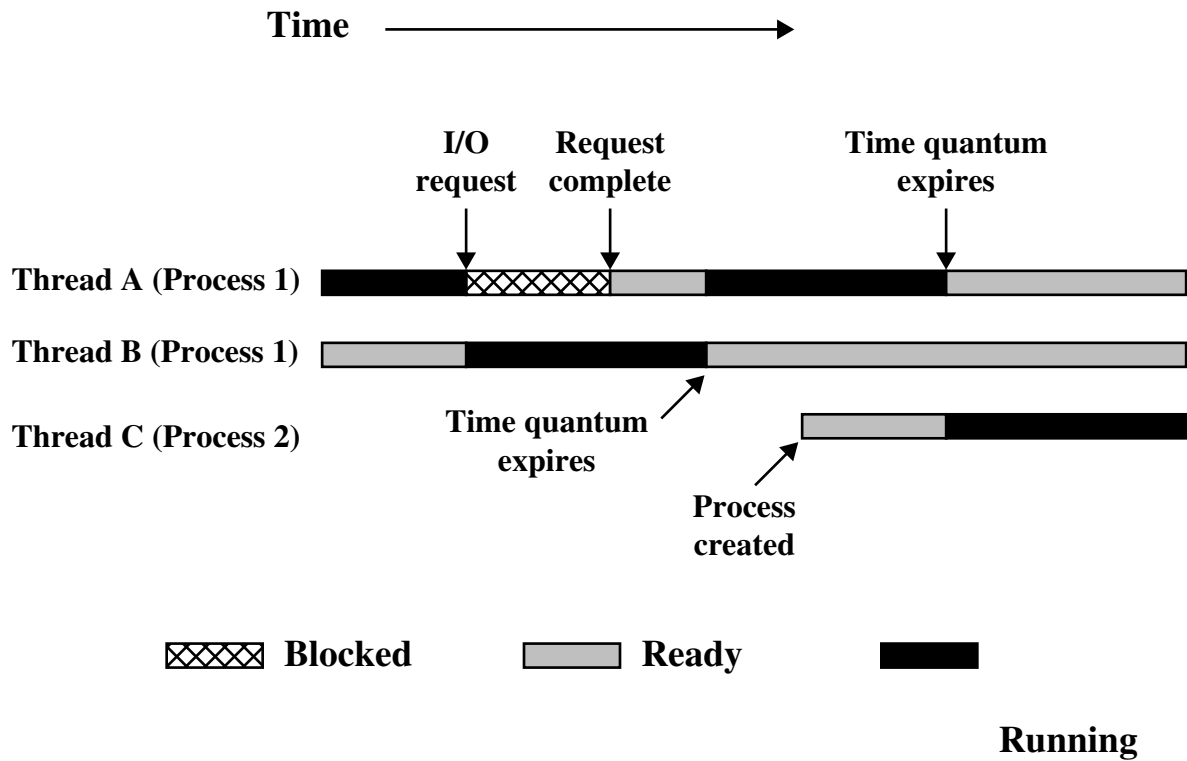 Time
I/O
request
Request
complete
Time quantum
expires
Thread A (Process 1)
Thread B (Process 1)
Thread C (Process 2)
Time quantum
expires
Process
created
Blocked
Ready
Running